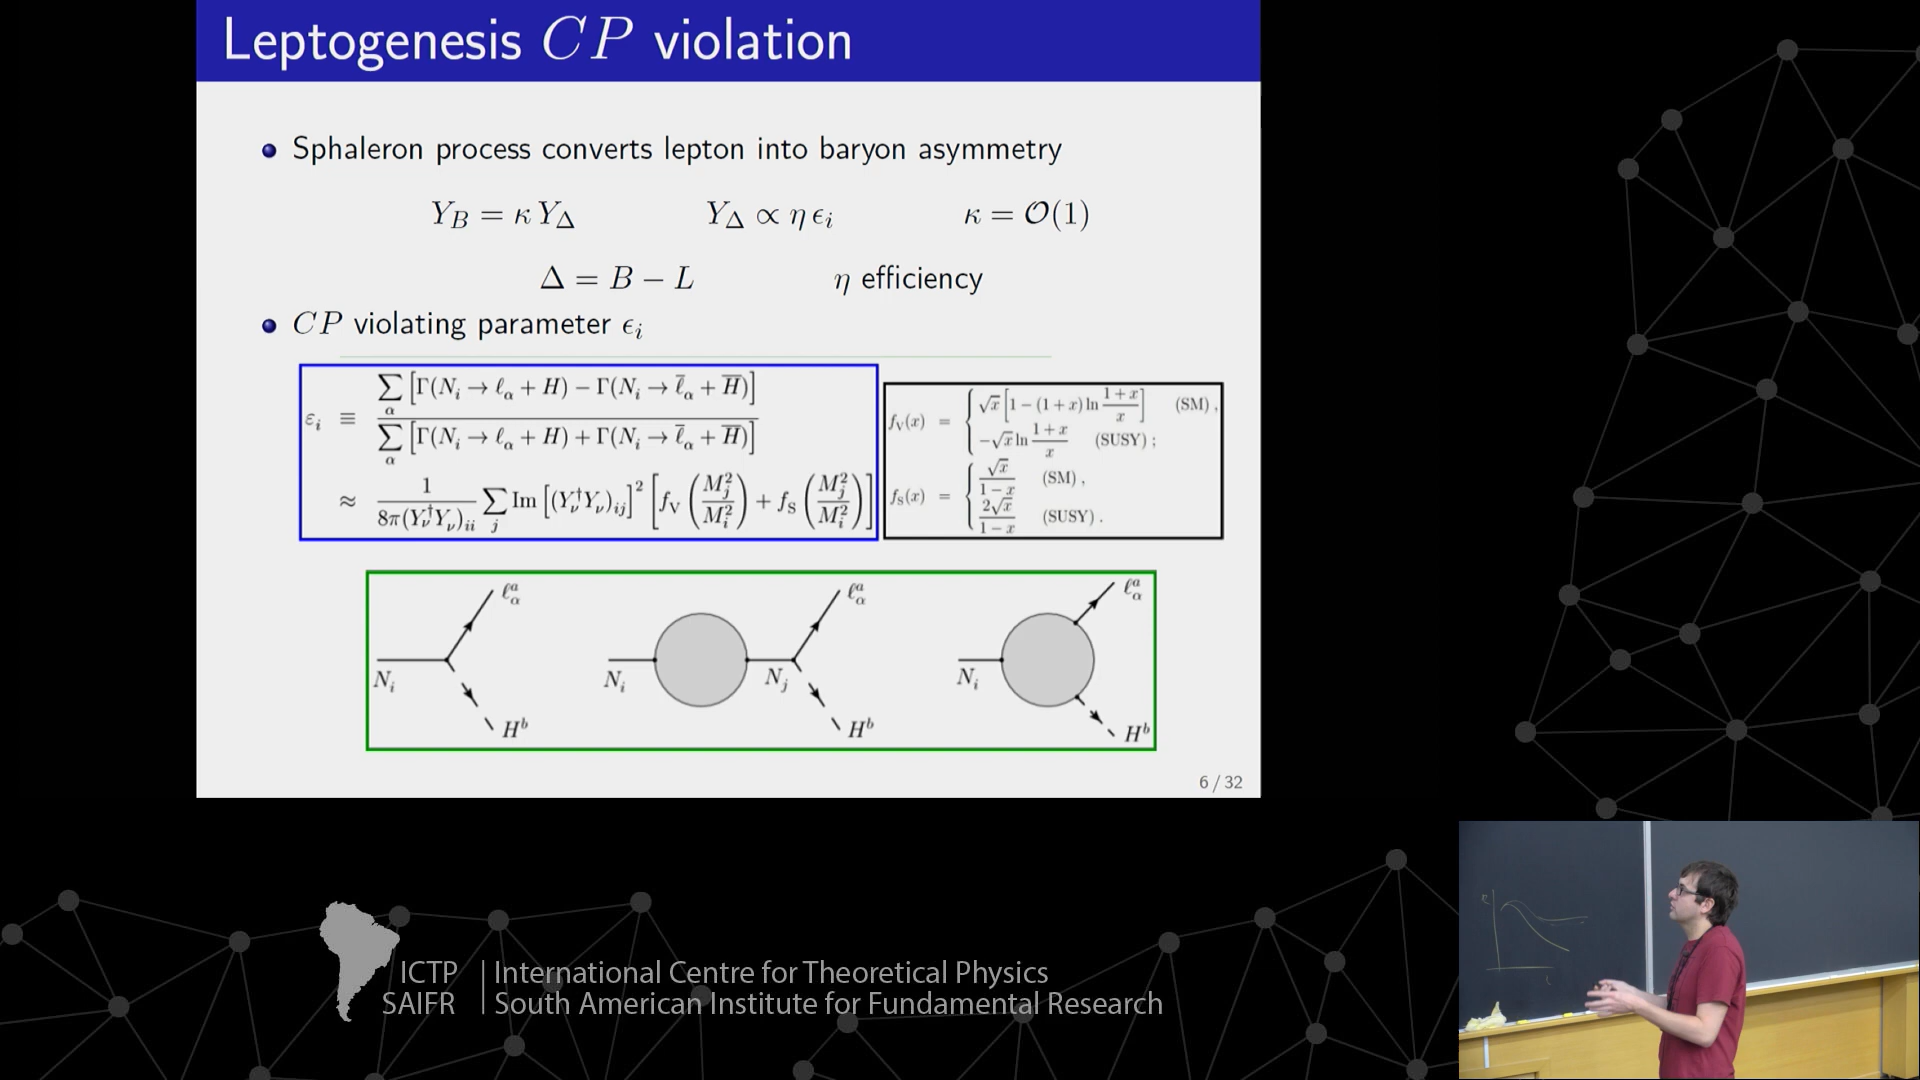 Leptogenesis CP violation
Sphaleron process converts lepton into baryon asymmetry
Y_B = κ Y_Δ    Y_Δ ∝ η ϵ_i    κ = 𝒪(1)
Δ = B − L    η efficiency
CP violating parameter ϵ_i
ε_i ≡ ∑_α [Γ(N_i → ℓ_α + H) − Γ(N_i → ℓ̅_α + H̅)] / ∑_α [Γ(N_i → ℓ_α + H) + Γ(N_i → ℓ̅_α + H̅)]
≈ 1 / 8π(Y_ν†Y_ν)_ii ∑_j Im [(Y_ν†Y_ν)_ij]² [f_V (M_j²/M_i²) + f_S (M_j²/M_i²)]
f_V(x) = { √x [1 − (1 + x) ln (1 + x)/x] (SM) ,
−√x ln (1 + x)/x (SUSY) ;
f_S(x) = { √x/(1 − x) (SM) ,
2√x/(1 − x) (SUSY) .
N_i ℓ_α^a H^b
N_i N_j ℓ_α^a H^b
N_i ℓ_α^a H^b
6 / 32
ICTP | International Centre for Theoretical Physics
SAIFR | South American Institute for Fundamental Research